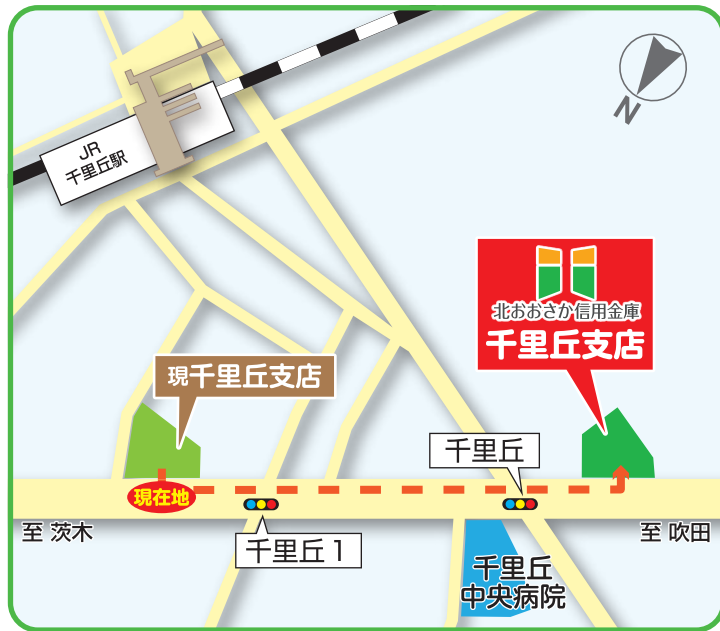 JR
千里丘駅
N
北おおさか信用金庫
千里丘支店
現千里丘支店
千里丘
現在地
至 茨木
千里丘1
至 吹田
千里丘
中央病院